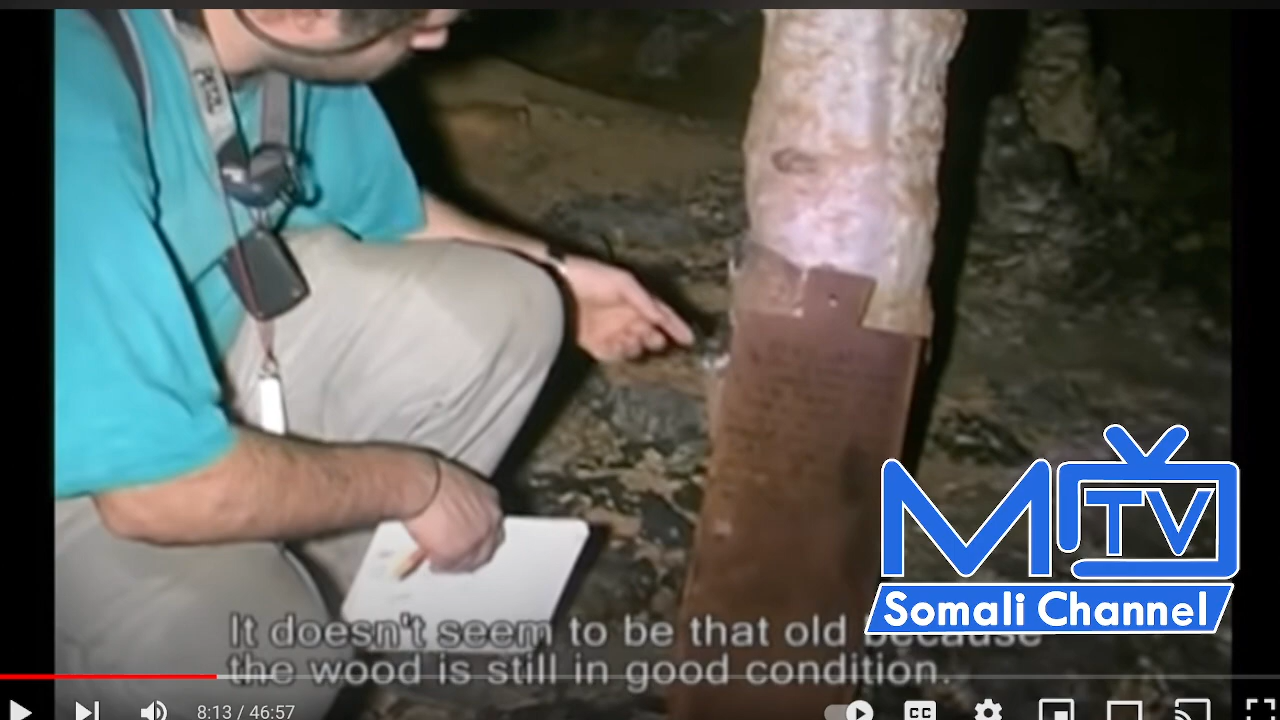 It doesn't seem to be that old because
the wood is still in good condition.
MTV
Somali Channel
8:13 / 46:57
CC